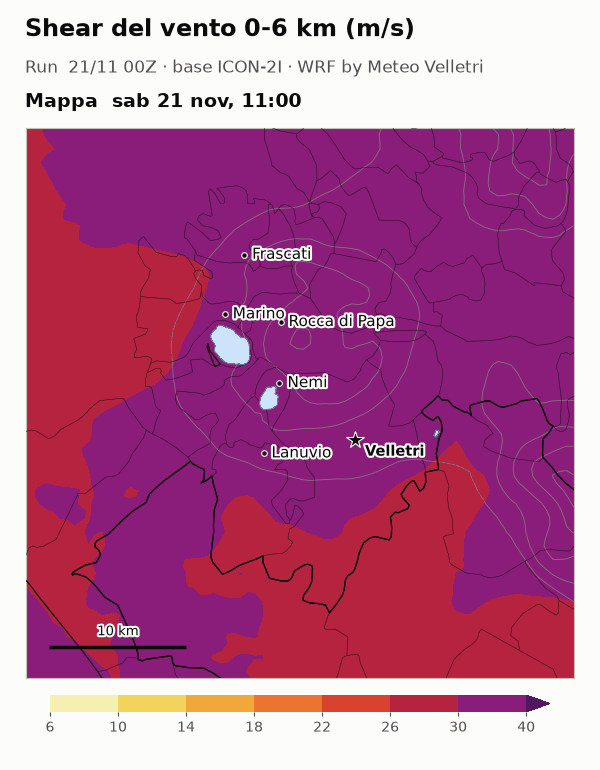 Shear del vento 0-6 km (m/s)
Run  21/11 00Z · base ICON-2I · WRF by Meteo Velletri
Mappa  sab 21 nov, 11:00
Frascati
Marino
Rocca di Papa
Nemi
Velletri
Lanuvio
10 km
6 10 14 18 22 26 30 40